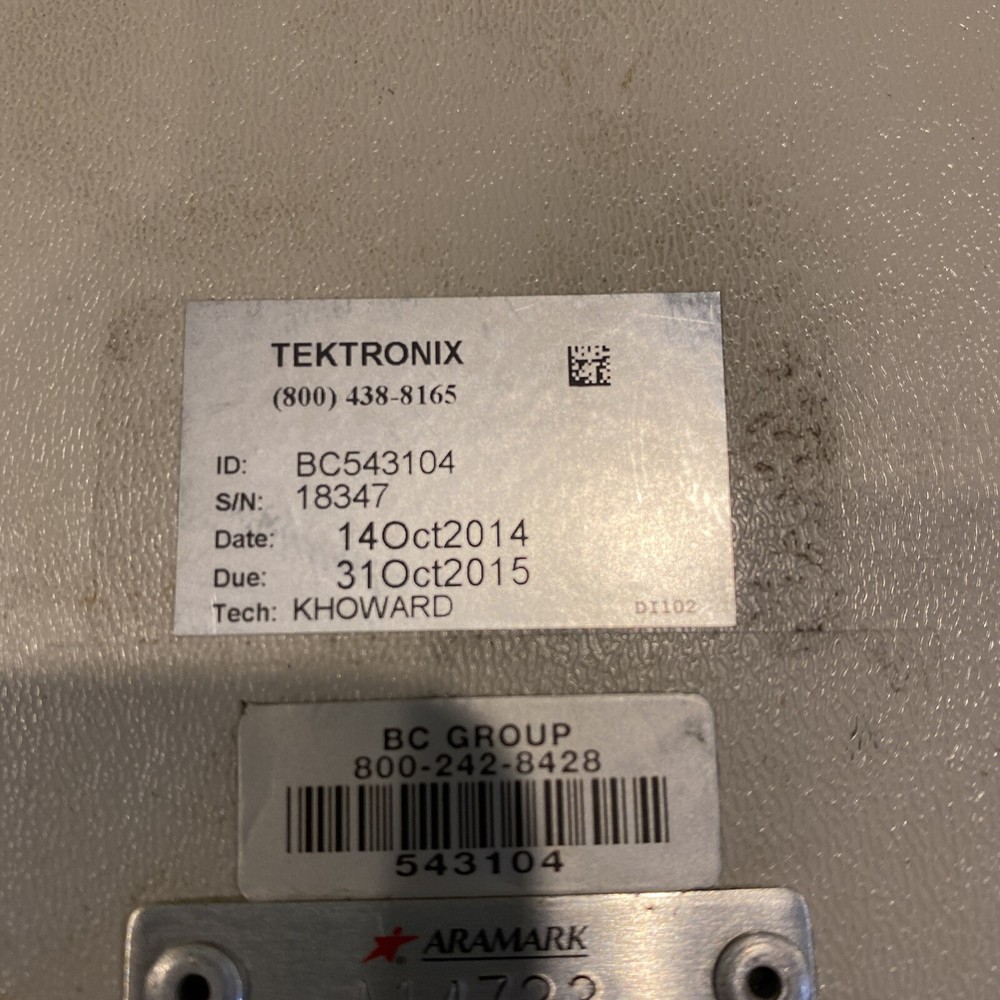 TEKTRONIX
(800) 438-8165
ID: BC543104
S/N: 18347
Date: 14Oct2014
Due: 31Oct2015
Tech: KHOWARD
DI102
BC GROUP
800-242-8428
543104
ARAMARK